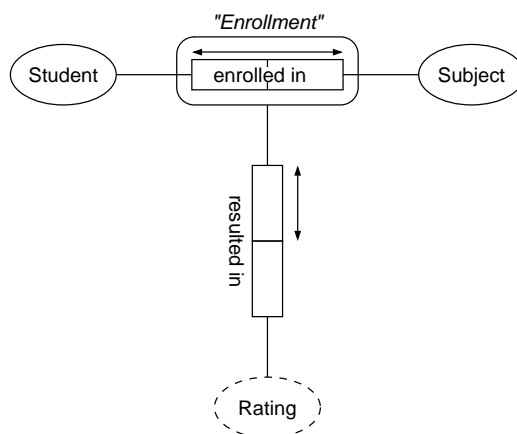 "Enrollment"
Student
enrolled in
Subject
resulted in
Rating